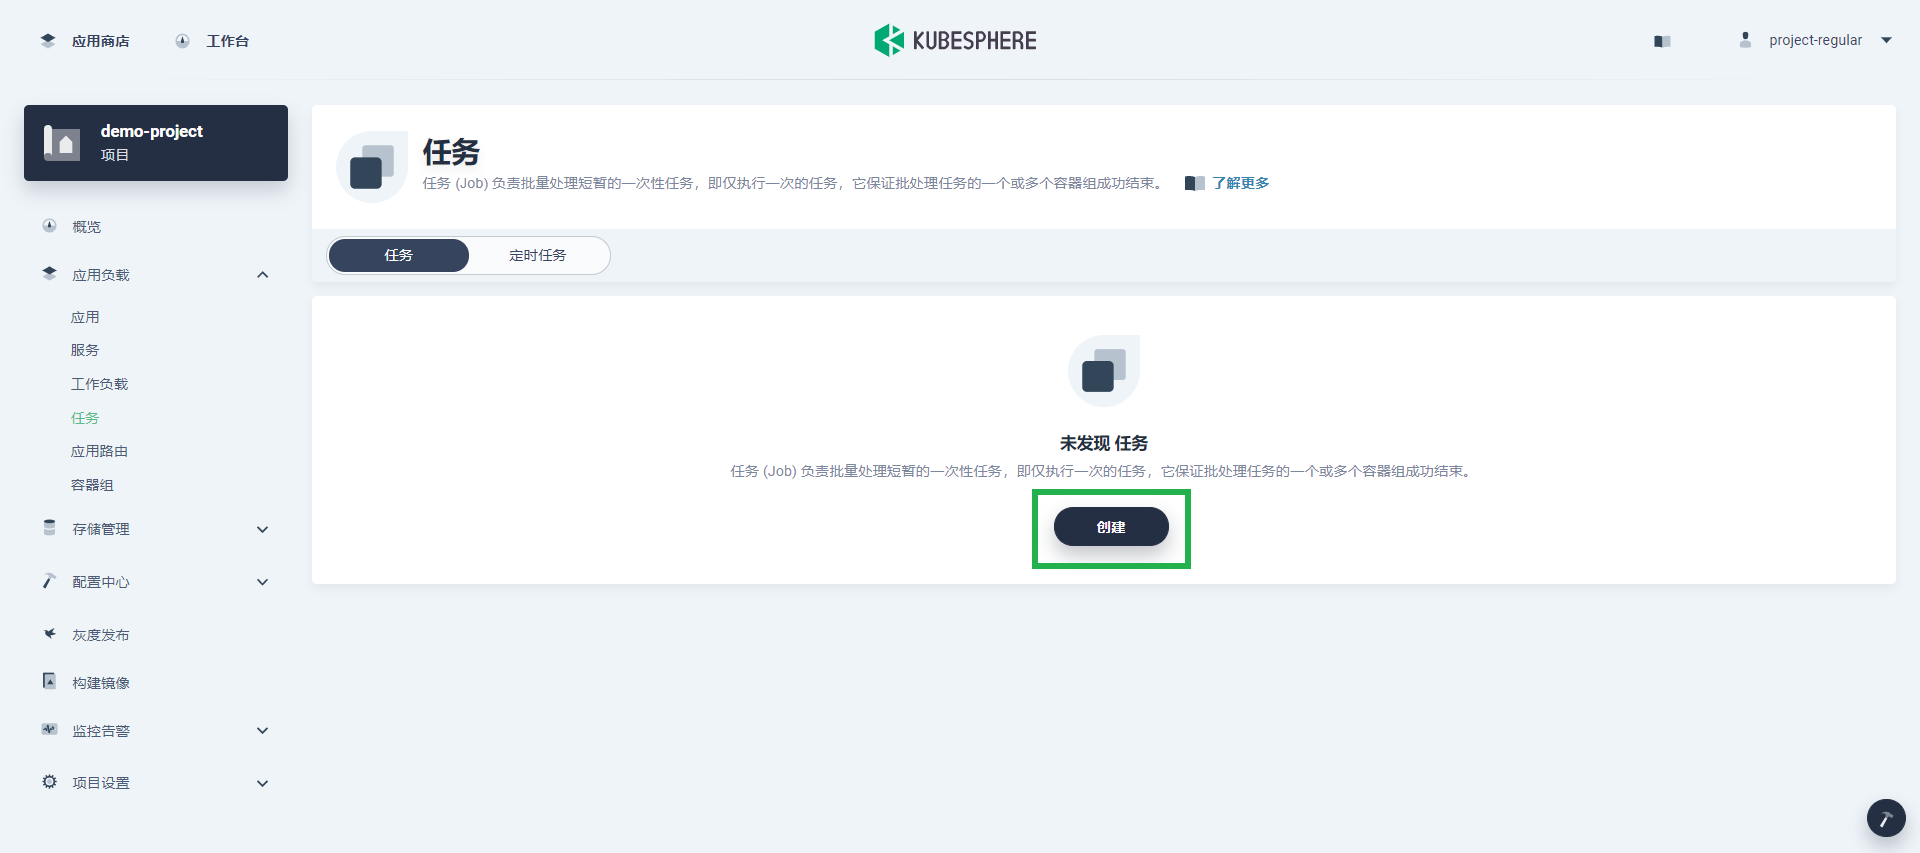 应用商店
工作台
KUBESPHERE
project-regular
demo-project
项目
概览
应用负载
应用
服务
工作负载
任务
应用路由
容器组
存储管理
配置中心
灰度发布
构建镜像
监控告警
项目设置
任务
任务 (Job) 负责批量处理短暂的一次性任务，即仅执行一次的任务，它保证批处理任务的一个或多个容器组成功结束。 了解更多
任务
定时任务
未发现 任务
任务 (Job) 负责批量处理短暂的一次性任务，即仅执行一次的任务，它保证批处理任务的一个或多个容器组成功结束。
创建